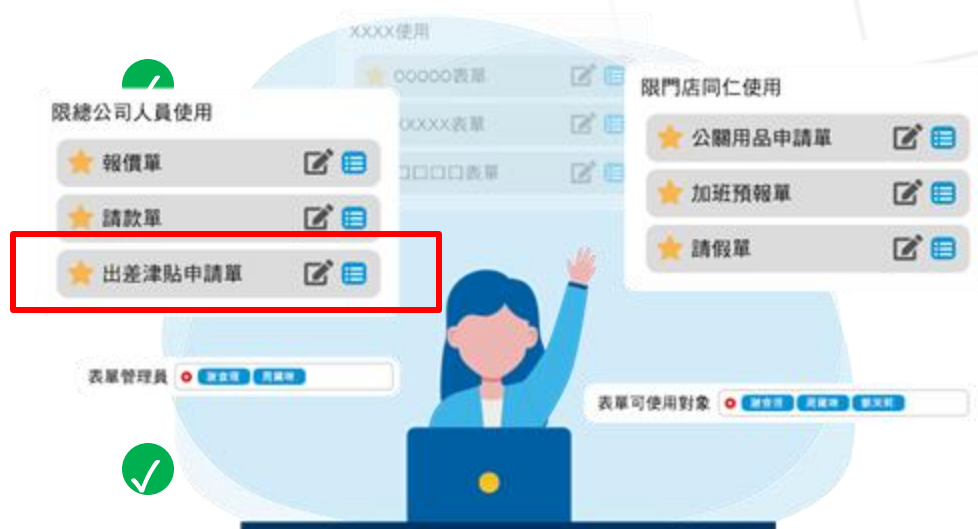 XXXX使用
OOOOO表單
XXXX表單
口口口口表單
限總公司人員使用
報價單
請款單
出差津貼申請單
限門店同仁使用
公關用品申請單
加班預報單
請假單
表單管理員
表單可使用對象